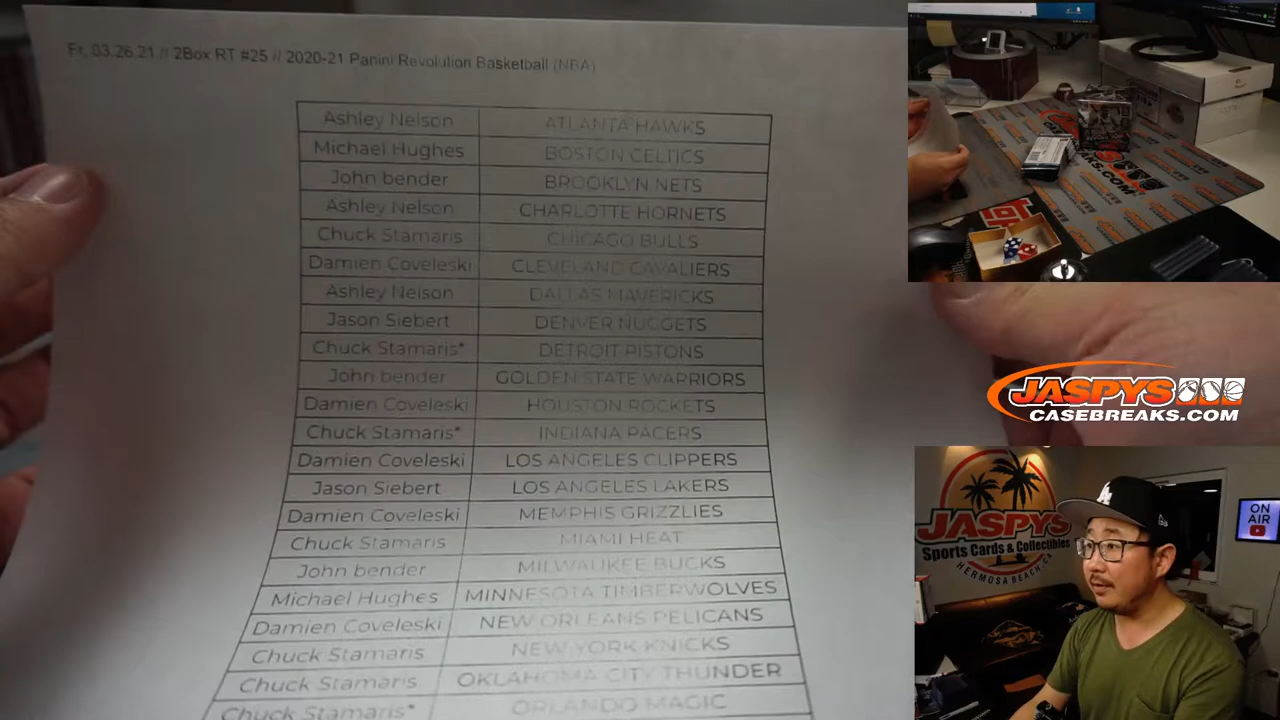 Fr, 03.26.21 // 2Box RT #25 // 2020-21 Panini Revolution Basketball (NBA)
Ashley Nelson ATLANTA HAWKS
Michael Hughes BOSTON CELTICS
John bender BROOKLYN NETS
Ashley Nelson CHARLOTTE HORNETS
Chuck Stamaris CHICAGO BULLS
Damien Coveleski CLEVELAND CAVALIERS
Ashley Nelson DALLAS MAVERICKS
Jason Siebert DENVER NUGGETS
Chuck Stamaris* DETROIT PISTONS
John bender GOLDEN STATE WARRIORS
Damien Coveleski HOUSTON ROCKETS
Chuck Stamaris* INDIANA PACERS
Damien Coveleski LOS ANGELES CLIPPERS
Jason Siebert LOS ANGELES LAKERS
Damien Coveleski MEMPHIS GRIZZLIES
Chuck Stamaris MIAMI HEAT
John bender MILWAUKEE BUCKS
Michael Hughes MINNESOTA TIMBERWOLVES
Damien Coveleski NEW ORLEANS PELICANS
Chuck Stamaris NEW YORK KNICKS
Chuck Stamaris OKLAHOMA CITY THUNDER
Chuck Stamaris* ORLANDO MAGIC
JASPYS
CASEBREAKS.COM
JASPYS
Sports Cards & Collectibles
HERMOSA BEACH, CA
ON
AIR
LA